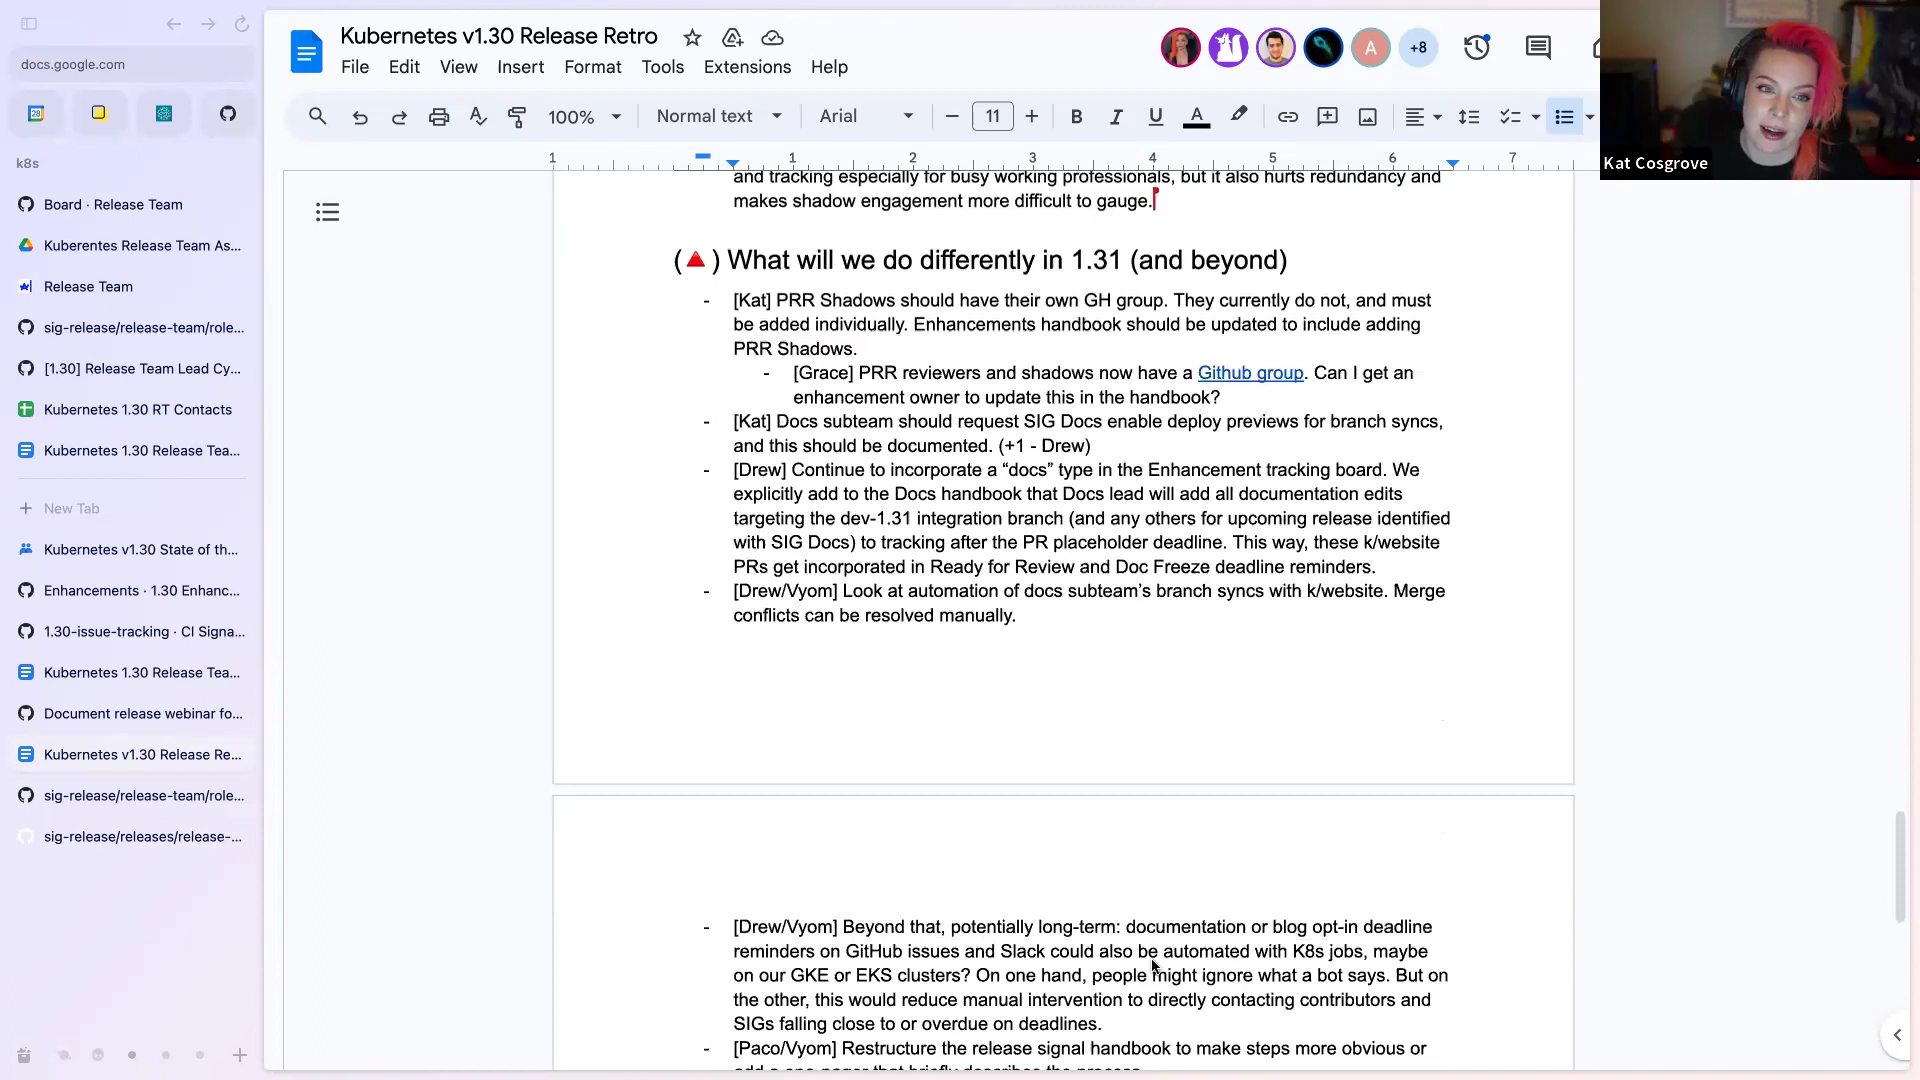 docs.google.com
28
k8s
Board · Release Team
Kuberentes Release Team As...
Release Team
sig-release/release-team/role...
[1.30] Release Team Lead Cy...
Kubernetes 1.30 RT Contacts
Kubernetes 1.30 Release Tea...
New Tab
Kubernetes v1.30 State of th...
Enhancements · 1.30 Enhanc...
1.30-issue-tracking · CI Signa...
Kubernetes 1.30 Release Tea...
Document release webinar fo...
Kubernetes v1.30 Release Re...
sig-release/release-team/role...
sig-release/releases/release-...
Kubernetes v1.30 Release Retro
File Edit View Insert Format Tools Extensions Help
A
+8
100% Normal text Arial 11 B I U A
1 1 2 3 4 5 6 7
Kat Cosgrove
and tracking especially for busy working professionals, but it also hurts redundancy and
makes shadow engagement more difficult to gauge.
(🔺) What will we do differently in 1.31 (and beyond)
- [Kat] PRR Shadows should have their own GH group. They currently do not, and must
be added individually. Enhancements handbook should be updated to include adding
PRR Shadows.
- [Grace] PRR reviewers and shadows now have a Github group. Can I get an
enhancement owner to update this in the handbook?
- [Kat] Docs subteam should request SIG Docs enable deploy previews for branch syncs,
and this should be documented. (+1 - Drew)
- [Drew] Continue to incorporate a “docs” type in the Enhancement tracking board. We
explicitly add to the Docs handbook that Docs lead will add all documentation edits
targeting the dev-1.31 integration branch (and any others for upcoming release identified
with SIG Docs) to tracking after the PR placeholder deadline. This way, these k/website
PRs get incorporated in Ready for Review and Doc Freeze deadline reminders.
- [Drew/Vyom] Look at automation of docs subteam’s branch syncs with k/website. Merge
conflicts can be resolved manually.
- [Drew/Vyom] Beyond that, potentially long-term: documentation or blog opt-in deadline
reminders on GitHub issues and Slack could also be automated with K8s jobs, maybe
on our GKE or EKS clusters? On one hand, people might ignore what a bot says. But on
the other, this would reduce manual intervention to directly contacting contributors and
SIGs falling close to or overdue on deadlines.
- [Paco/Vyom] Restructure the release signal handbook to make steps more obvious or
add a one-pager that briefly describes the process.